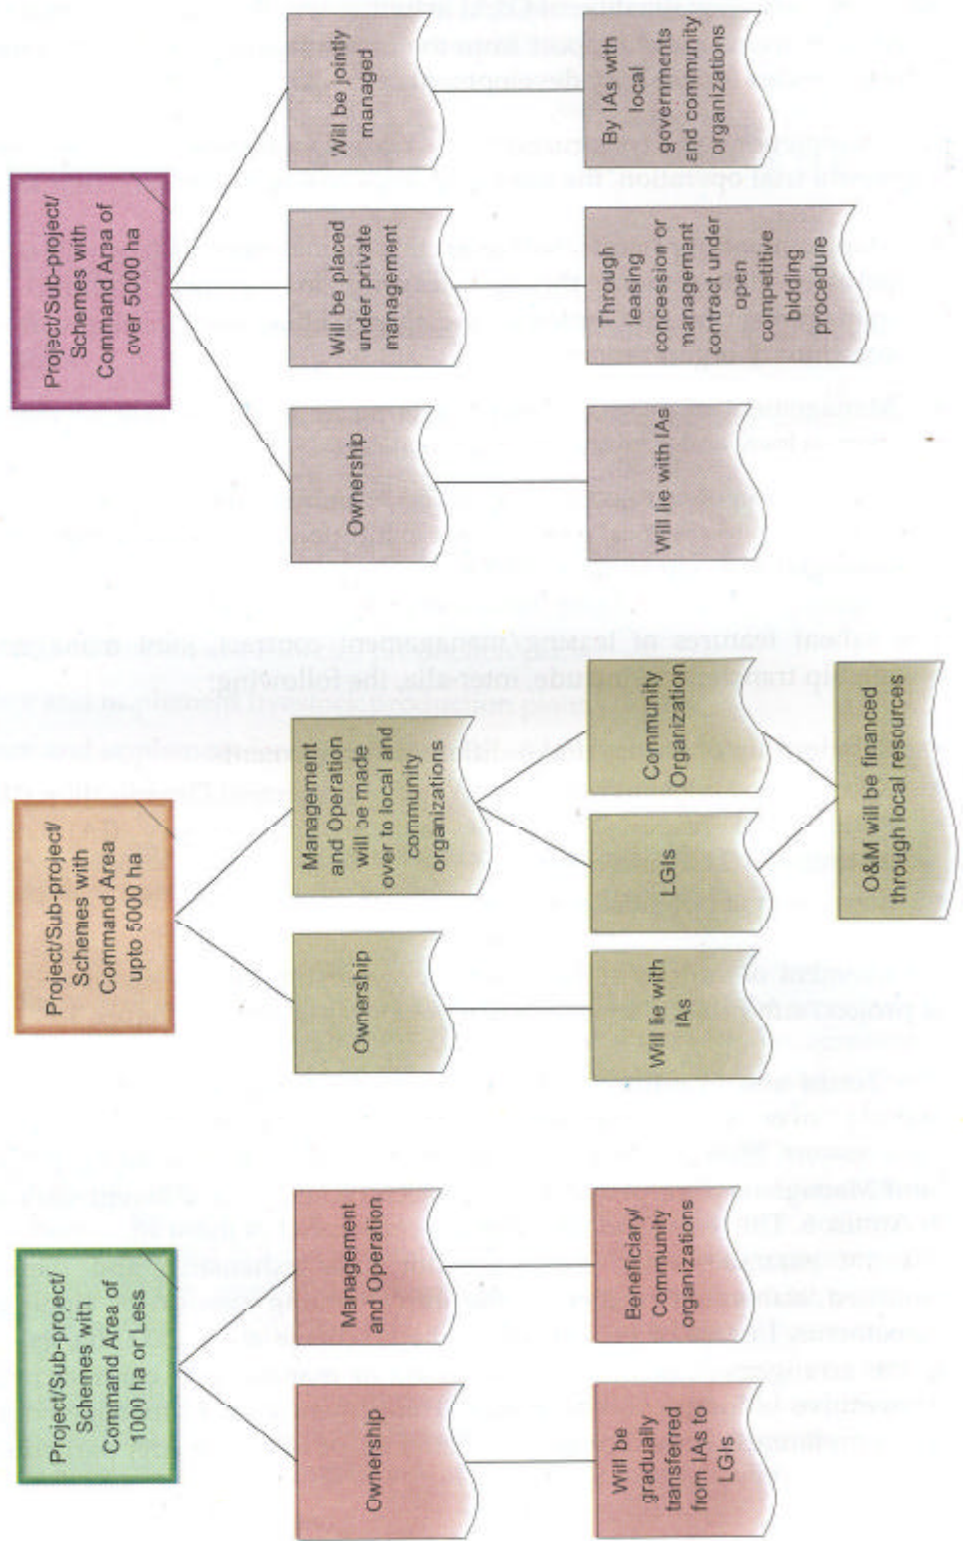 Project/Sub-project/
Schemes with
Command Area of
1000 ha or Less
Ownership
Management
and Operation
Will be
gradually
transferred
from IAs to
LGIs
Beneficiary/
Community
organizations
Project/Sub-project/
Schemes with
Command Area
upto 5000 ha
Ownership
Management
and Operation
will be made
over to local and
community
organizations
Will lie with
IAs
LGIs
Community
Organization
O&M will be financed
through local resources
Project/Sub-project/
Schemes with
Command Area of
over 5000 ha
Ownership
Will be placed
under private
management
Will be jointly
managed
Will lie with IAs
Through
leasing
concession or
management
contract under
open
competitive
bidding
procedure
By IAs with
local
governments
and community
organizations